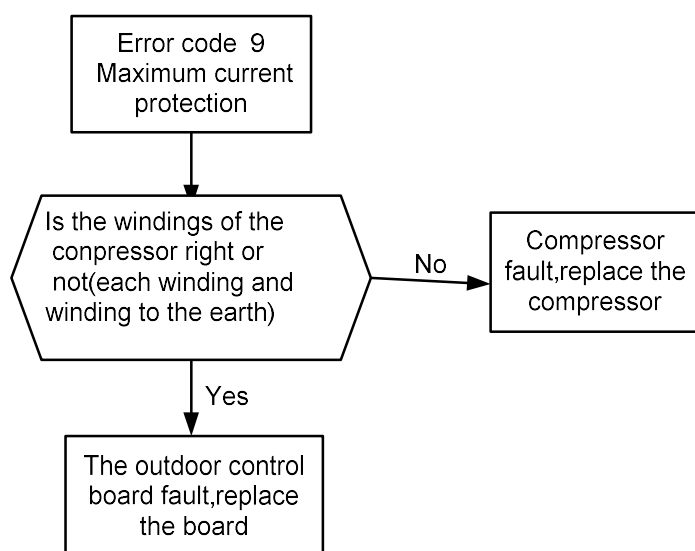 Error code 9
Maximum current
protection
Is the windings of the
conpressor right or
not(each winding and
winding to the earth)
No
Compressor
fault,replace the
compressor
Yes
The outdoor control
board fault,replace
the board